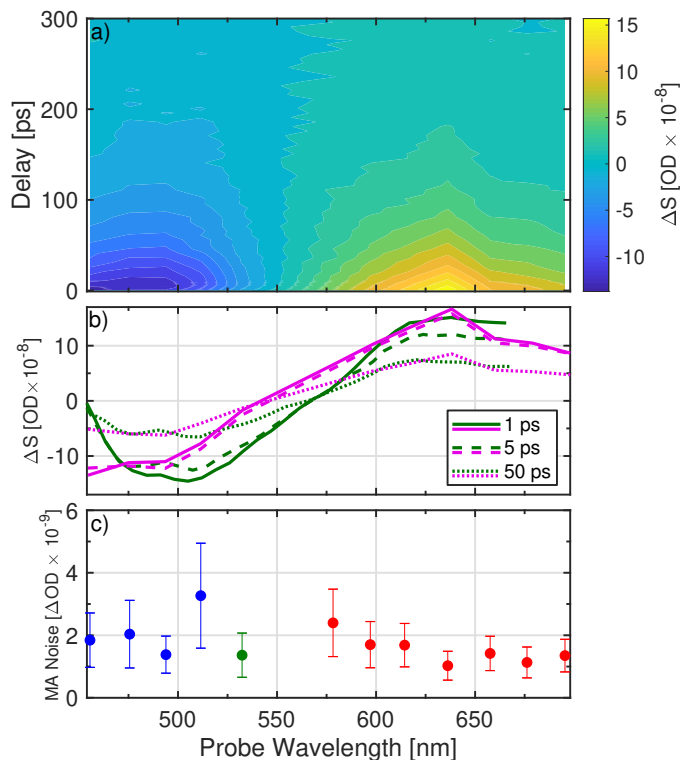 300
200
100
0
Delay [ps]
a)
15
10
5
0
-5
-10
ΔS [OD × 10⁻⁸]
b)
10
0
-10
ΔS [OD×10⁻⁸]
1 ps
5 ps
50 ps
c)
6
4
2
0
MA Noise [ΔOD × 10⁻⁹]
500 550 600 650
Probe Wavelength [nm]